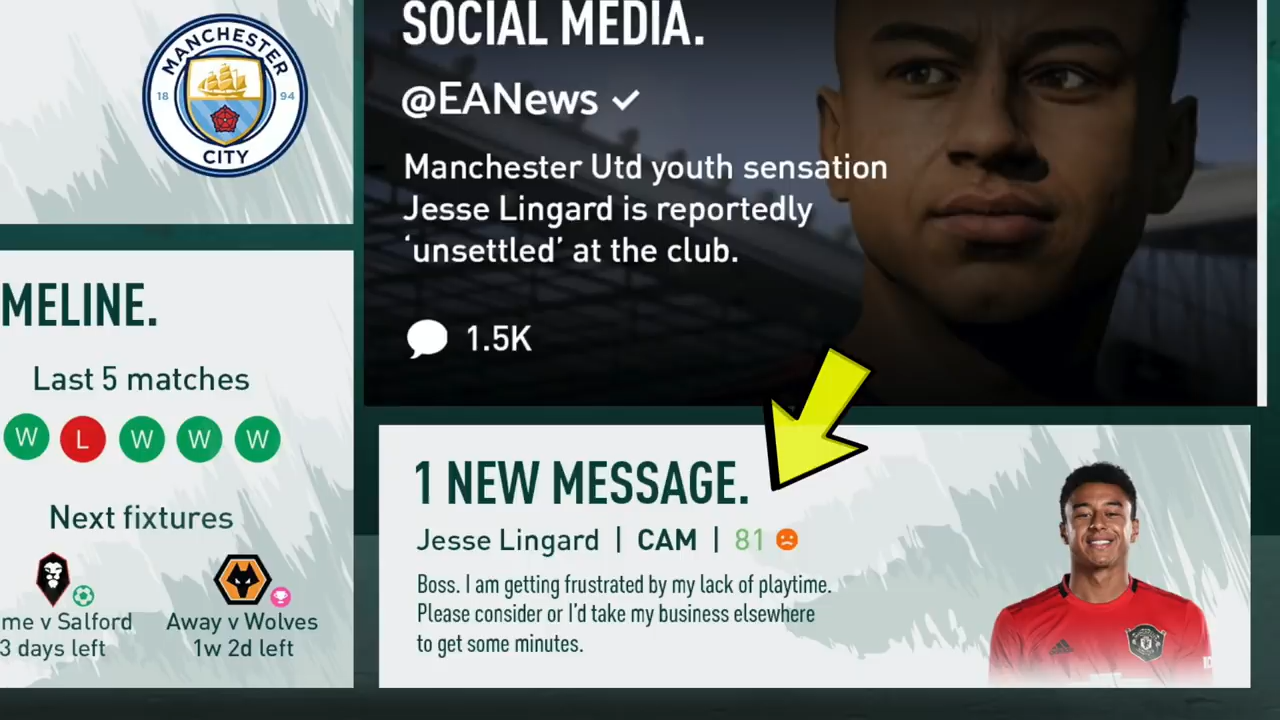 MANCHESTER
18 94
CITY
MELINE.
Last 5 matches
W L W W W
Next fixtures
me v Salford
3 days left
Away v Wolves
1w 2d left
SOCIAL MEDIA.
@EANews
Manchester Utd youth sensation
Jesse Lingard is reportedly
‘unsettled’ at the club.
1.5K
1 NEW MESSAGE.
Jesse Lingard | CAM | 81
Boss. I am getting frustrated by my lack of playtime.
Please consider or I'd take my business elsewhere
to get some minutes.